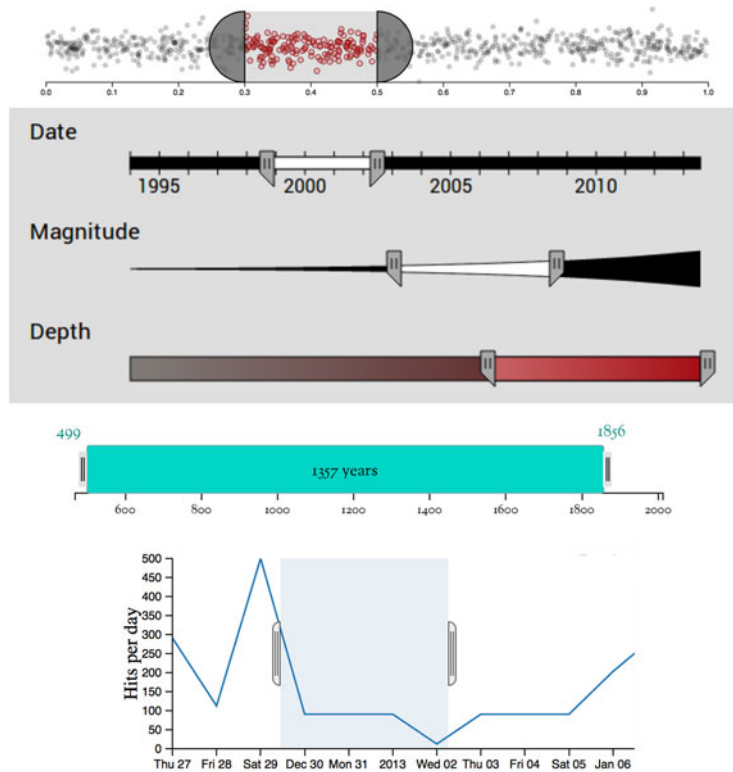 0.0 0.1 0.2 0.3 0.4 0.5 0.6 0.7 0.8 0.9 1.0
Date
1995 2000 2005 2010
Magnitude
Depth
499 1856
1357 years
600 800 1000 1200 1400 1600 1800 2000
Hits per day
500
450
400
350
300
250
200
150
100
50
0
Thu 27 Fri 28 Sat 29 Dec 30 Mon 31 2013 Wed 02 Thu 03 Fri 04 Sat 05 Jan 06